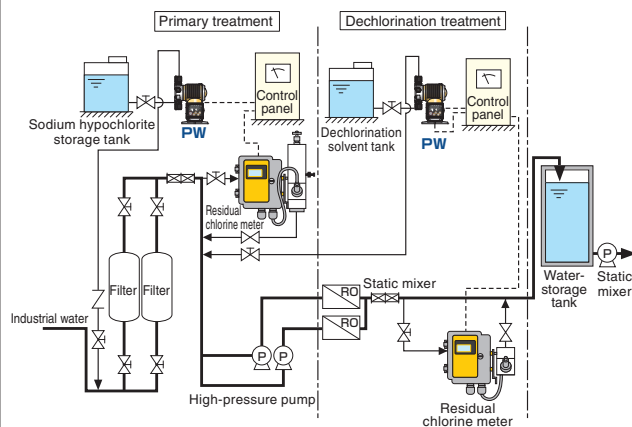 Primary treatment
Dechlorination treatment
Control
panel
Control
panel
PW
PW
Sodium hypochlorite
storage tank
Dechlorination
solvent tank
Residual
chlorine meter
Filter
Filter
Industrial water
RO
RO
Static mixer
P
P
High-pressure pump
Water-
storage
tank
P
Static
mixer
Residual
chlorine meter